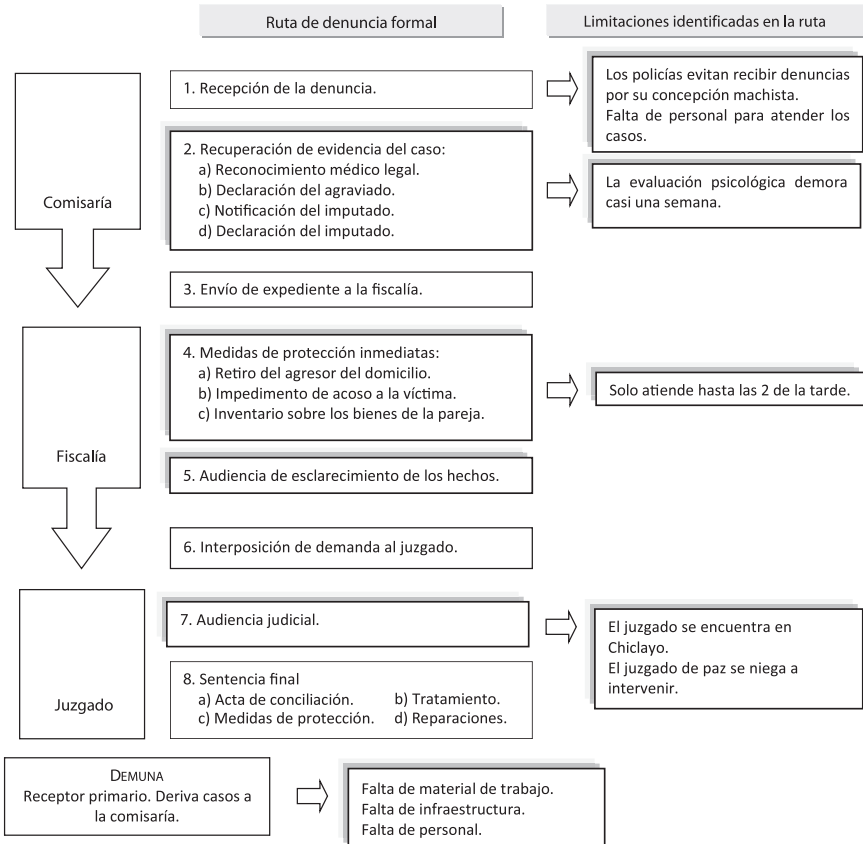 Ruta de denuncia formal
Limitaciones identificadas en la ruta
Comisaría
1. Recepción de la denuncia.
Los policías evitan recibir denuncias
por su concepción machista.
Falta de personal para atender los
casos.
2. Recuperación de evidencia del caso:
a) Reconocimiento médico legal.
b) Declaración del agraviado.
c) Notificación del imputado.
d) Declaración del imputado.
La evaluación psicológica demora
casi una semana.
3. Envío de expediente a la fiscalía.
Fiscalía
4. Medidas de protección inmediatas:
a) Retiro del agresor del domicilio.
b) Impedimento de acoso a la víctima.
c) Inventario sobre los bienes de la pareja.
Solo atiende hasta las 2 de la tarde.
5. Audiencia de esclarecimiento de los hechos.
6. Interposición de demanda al juzgado.
Juzgado
7. Audiencia judicial.
El juzgado se encuentra en
Chiclayo.
El juzgado de paz se niega a
intervenir.
8. Sentencia final
a) Acta de conciliación. b) Tratamiento.
c) Medidas de protección. d) Reparaciones.
DEMUNA
Receptor primario. Deriva casos a
la comisaría.
Falta de material de trabajo.
Falta de infraestructura.
Falta de personal.